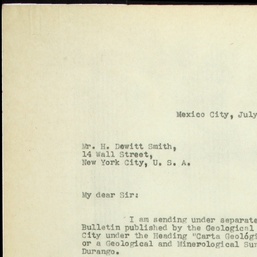 Mexico City, July
Mr. H. Dewitt Smith,
14 Wall Street,
New York City, U. S. A.
My dear Sir:
I am sending under separate
Bulletin published by the Geological
City under the Heading "Carta Geológi
or a Geological and Minerological Sur
Durango.